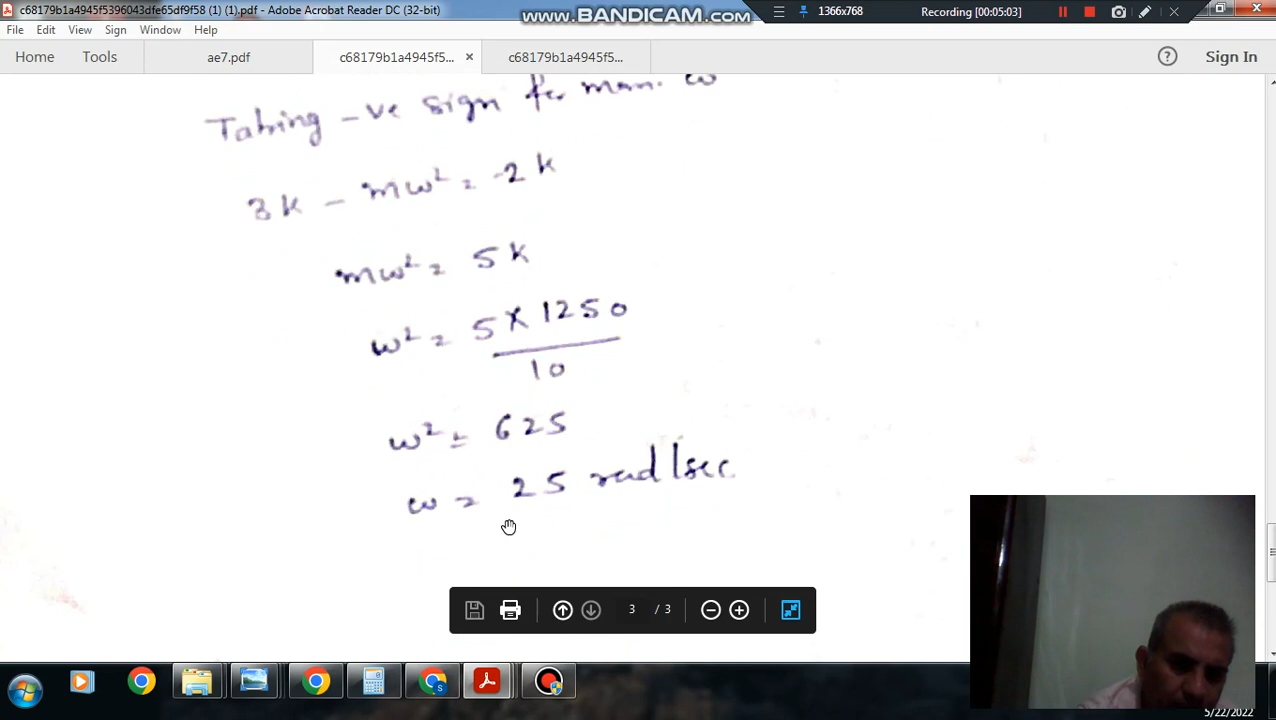 c68179b1a4945f5396043dfe65df9f58 (1) (1).pdf - Adobe Acrobat Reader DC (32-bit)
www.BANDICAM.com
1366x768
Recording [00:05:03]
File Edit View Sign Window Help
Home Tools ae7.pdf c68179b1a4945f5... × c68179b1a4945f5... ? Sign In
Taking -ve sign for man. ω
3K - mω² = -2K
mω² = 5K
ω² = 5 X 1250
10
ω² = 625
ω = 25 rad/sec
3 / 3
5/22/2022